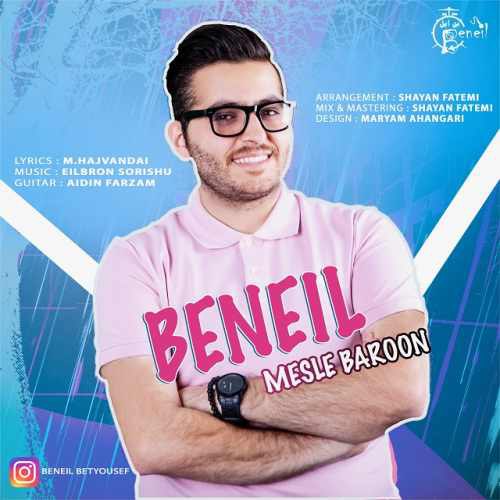 Beneil
ARRANGEMENT : SHAYAN FATEMI
MIX & MASTERING : SHAYAN FATEMI
DESIGN : MARYAM AHANGARI
LYRICS : M.HAJVANDAI
MUSIC : EILBRON SORISHU
GUITAR : AIDIN FARZAM
BENEIL
MESLE BAROON
BENEIL BETYOUSEF